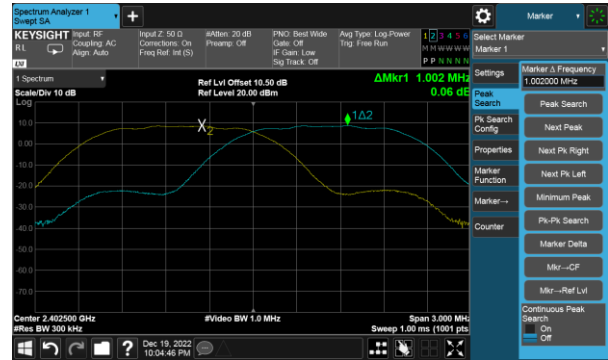 Spectrum Analyzer 1
Swept SA
+
Marker
KEYSIGHT
R L
LXI
Input: RF
Coupling: AC
Align: Auto
Input Z: 50 Ω
Corrections: On
Freq Ref: Int (S)
#Atten: 20 dB
Preamp: Off
PNO: Best Wide
Gate: Off
IF Gain: Low
Sig Track: Off
Avg Type: Log-Power
Trig: Free Run
1 2 3 4 5 6
M M W W W W
P P N N N N
Select Marker
Marker 1
1 Spectrum
Scale/Div 10 dB
Ref Lvl Offset 10.50 dB
Ref Level 20.00 dBm
ΔMkr1 1.002 MHz
0.06 dB
Log
10.0
0.00
-10.0
-20.0
-30.0
-40.0
-50.0
-60.0
-70.0
X2
1Δ2
Center 2.402500 GHz
#Res BW 300 kHz
#Video BW 1.0 MHz
Span 3.000 MHz
Sweep 1.00 ms (1001 pts)
Settings
Peak
Search
Pk Search
Config
Properties
Marker
Function
Marker→
Counter
Marker Δ Frequency
1.002000 MHz
Peak Search
Next Peak
Next Pk Right
Next Pk Left
Minimum Peak
Pk-Pk Search
Marker Delta
Mkr→CF
Mkr→Ref Lvl
Continuous Peak
Search
On
Off
?
Dec 19, 2022
10:04:46 PM